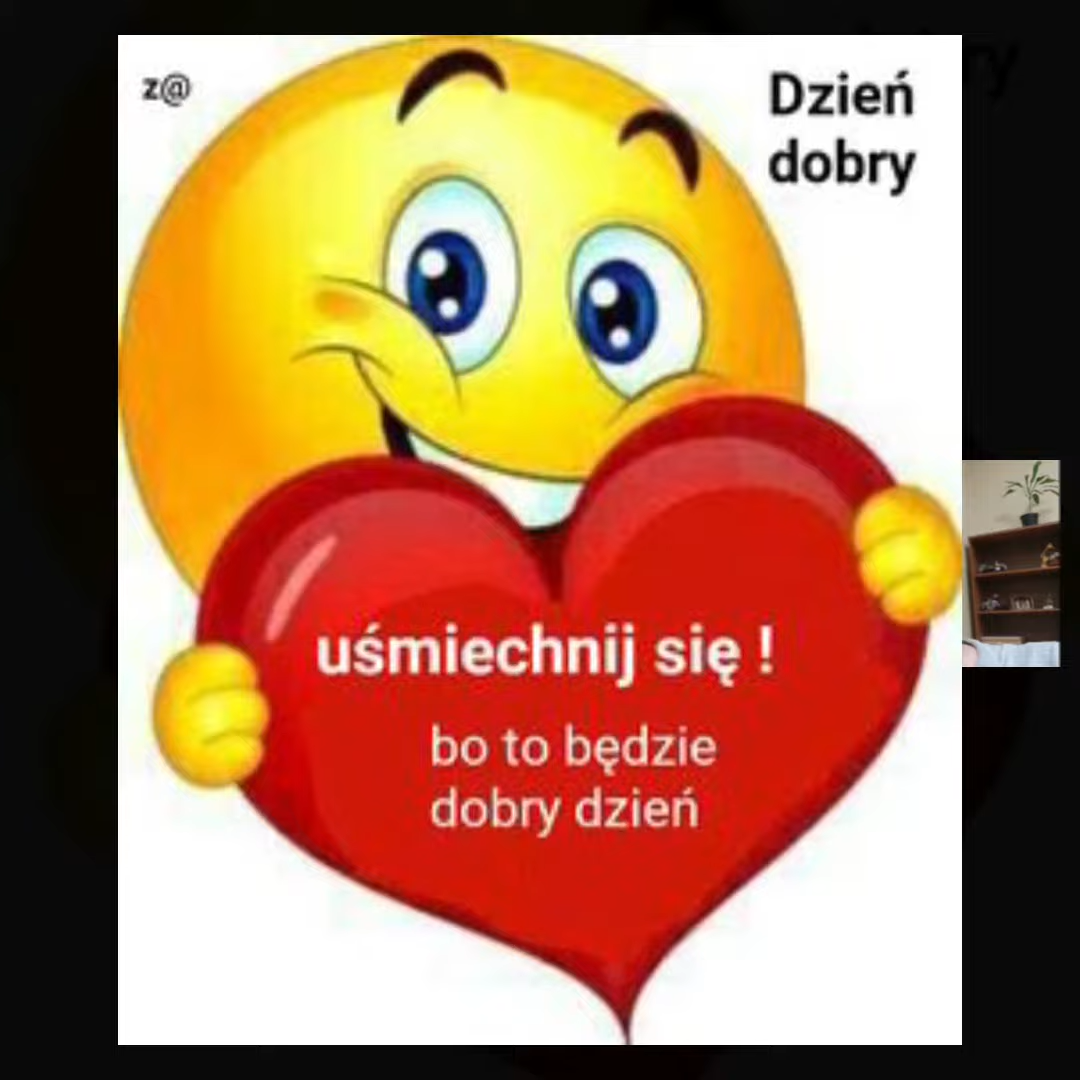 z@
Dzień
dobry
uśmiechnij się !
bo to będzie
dobry dzień